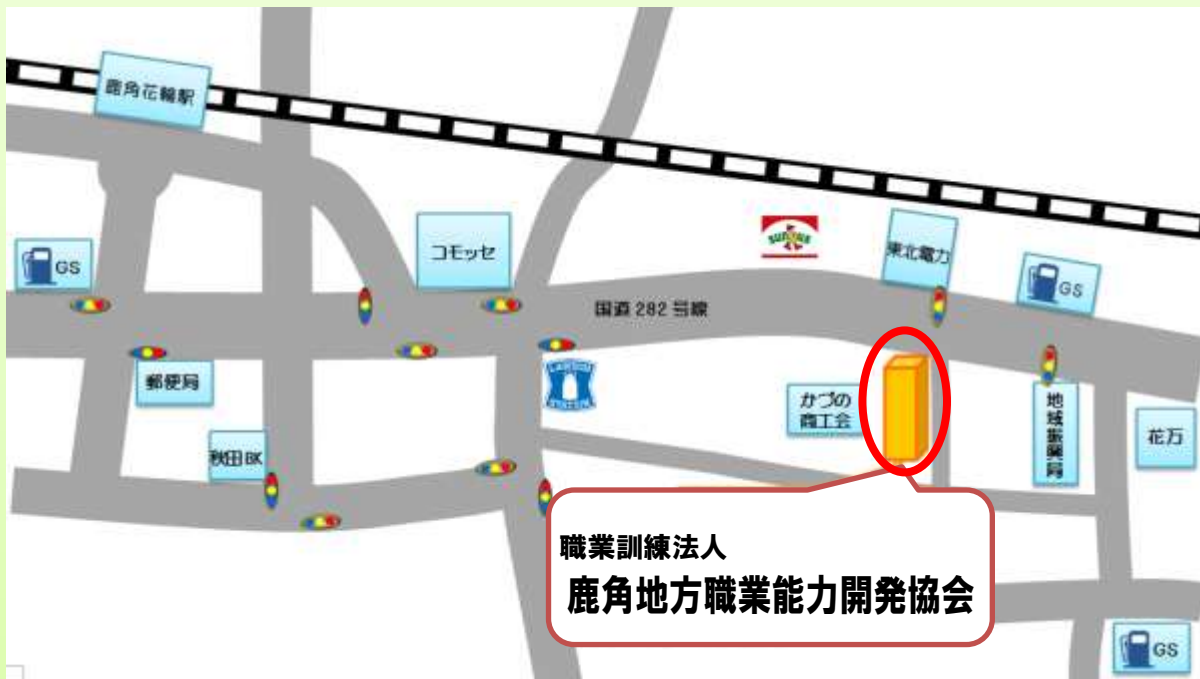 鹿角花輪駅
GS
コモッセ
東北電力
GS
国道 282 号線
郵便局
LAWSON
STATION
かづの
商工会
地域振興局
花万
秋田BK
職業訓練法人
鹿角地方職業能力開発協会
GS